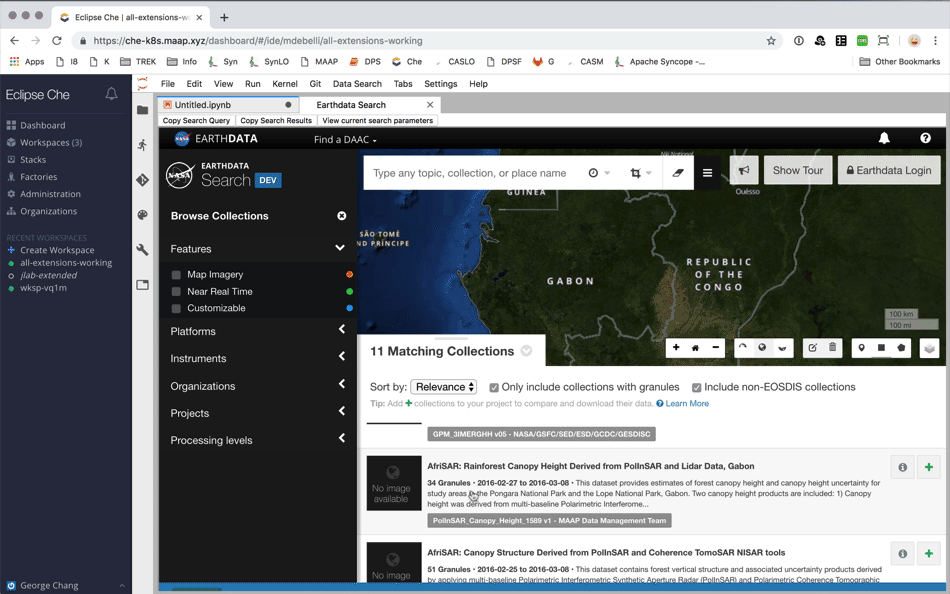 Eclipse Che | all-extensions-w
https://che-k8s.maap.xyz/dashboard/#/ide/mdebelli/all-extensions-working
Apps I8 K TREK Info Syn SynLO MAAP DPS Che CASLO DPSF G CASM Apache Syncope -... Other Bookmarks
Eclipse Che
Dashboard
Workspaces (3)
Stacks
Factories
Administration
Organizations
RECENT WORKSPACES
Create Workspace
all-extensions-working
jlab-extended
wksp-vq1m
George Chang
File Edit View Run Kernel Git Data Search Tabs Settings Help
Untitled.ipynb Earthdata Search
Copy Search Query Copy Search Results View current search parameters
NASA EARTHDATA Find a DAAC
NASA EARTHDATA
Search DEV
Browse Collections
Features
Map Imagery
Near Real Time
Customizable
Platforms
Instruments
Organizations
Projects
Processing levels
Type any topic, collection, or place name
Show Tour
Earthdata Login
GUINEA
Ouésso
SÃO TOMÉ
ND PRÍNCIPE
GABON
REPUBLIC
OF THE
CONGO
100 km
100 mi
11 Matching Collections
Sort by: Relevance Only include collections with granules Include non-EOSDIS collections
Tip: Add + collections to your project to compare and download their data. Learn More
GPM_3IMERGHH v05 - NASA/GSFC/SED/ESD/GCDC/GESDISC
No image
available
AfriSAR: Rainforest Canopy Height Derived from PolInSAR and Lidar Data, Gabon
34 Granules • 2016-02-27 to 2016-03-08 • This dataset provides estimates of forest canopy height and canopy height uncertainty for
study areas in the Pongara National Park and the Lope National Park, Gabon. Two canopy height products are included: 1) Canopy
height was derived from multi-baseline Polarimetric Interferome...
PolInSAR_Canopy_Height_1589 v1 - MAAP Data Management Team
No image
AfriSAR: Canopy Structure Derived from PolInSAR and Coherence TomoSAR NISAR tools
51 Granules • 2016-02-25 to 2016-03-08 • This dataset contains forest vertical structure and associated uncertainty products derived
by applying multi-baseline Polarimetric Interferometric Synthetic Aperture Radar (PolInSAR) and Polarimetric Coherence Tomographic